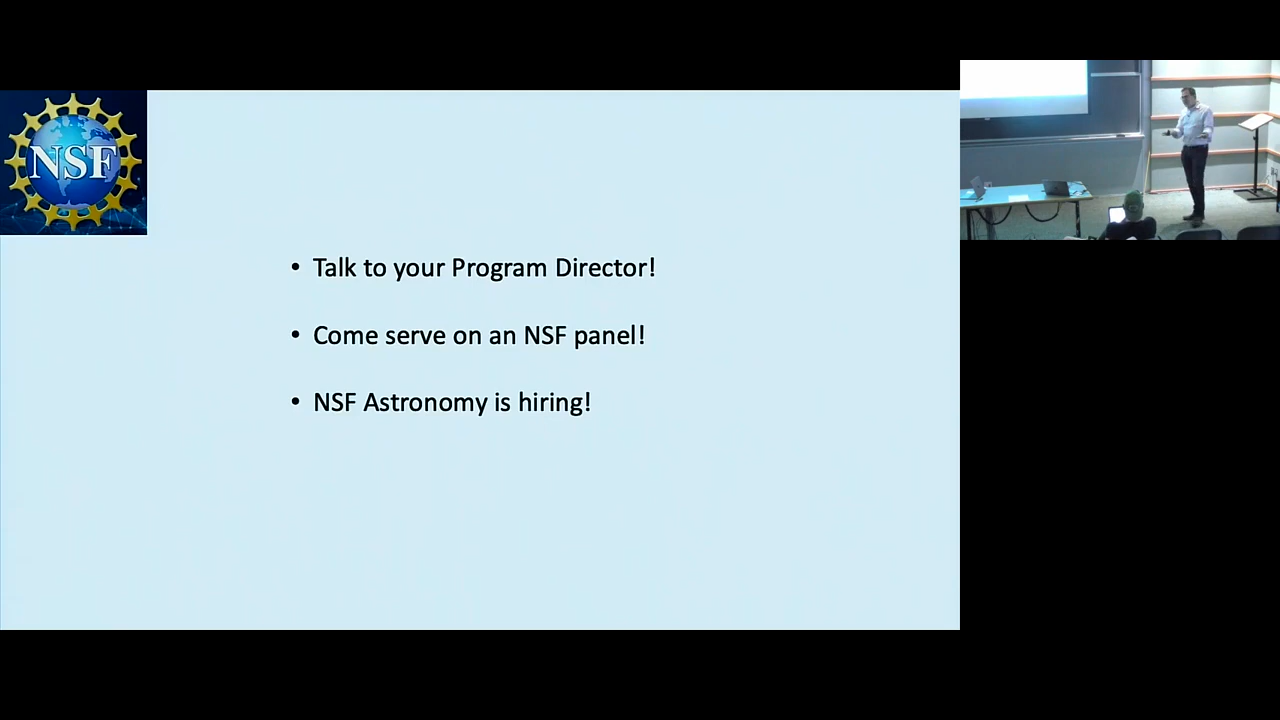 NSF
• Talk to your Program Director!
• Come serve on an NSF panel!
• NSF Astronomy is hiring!